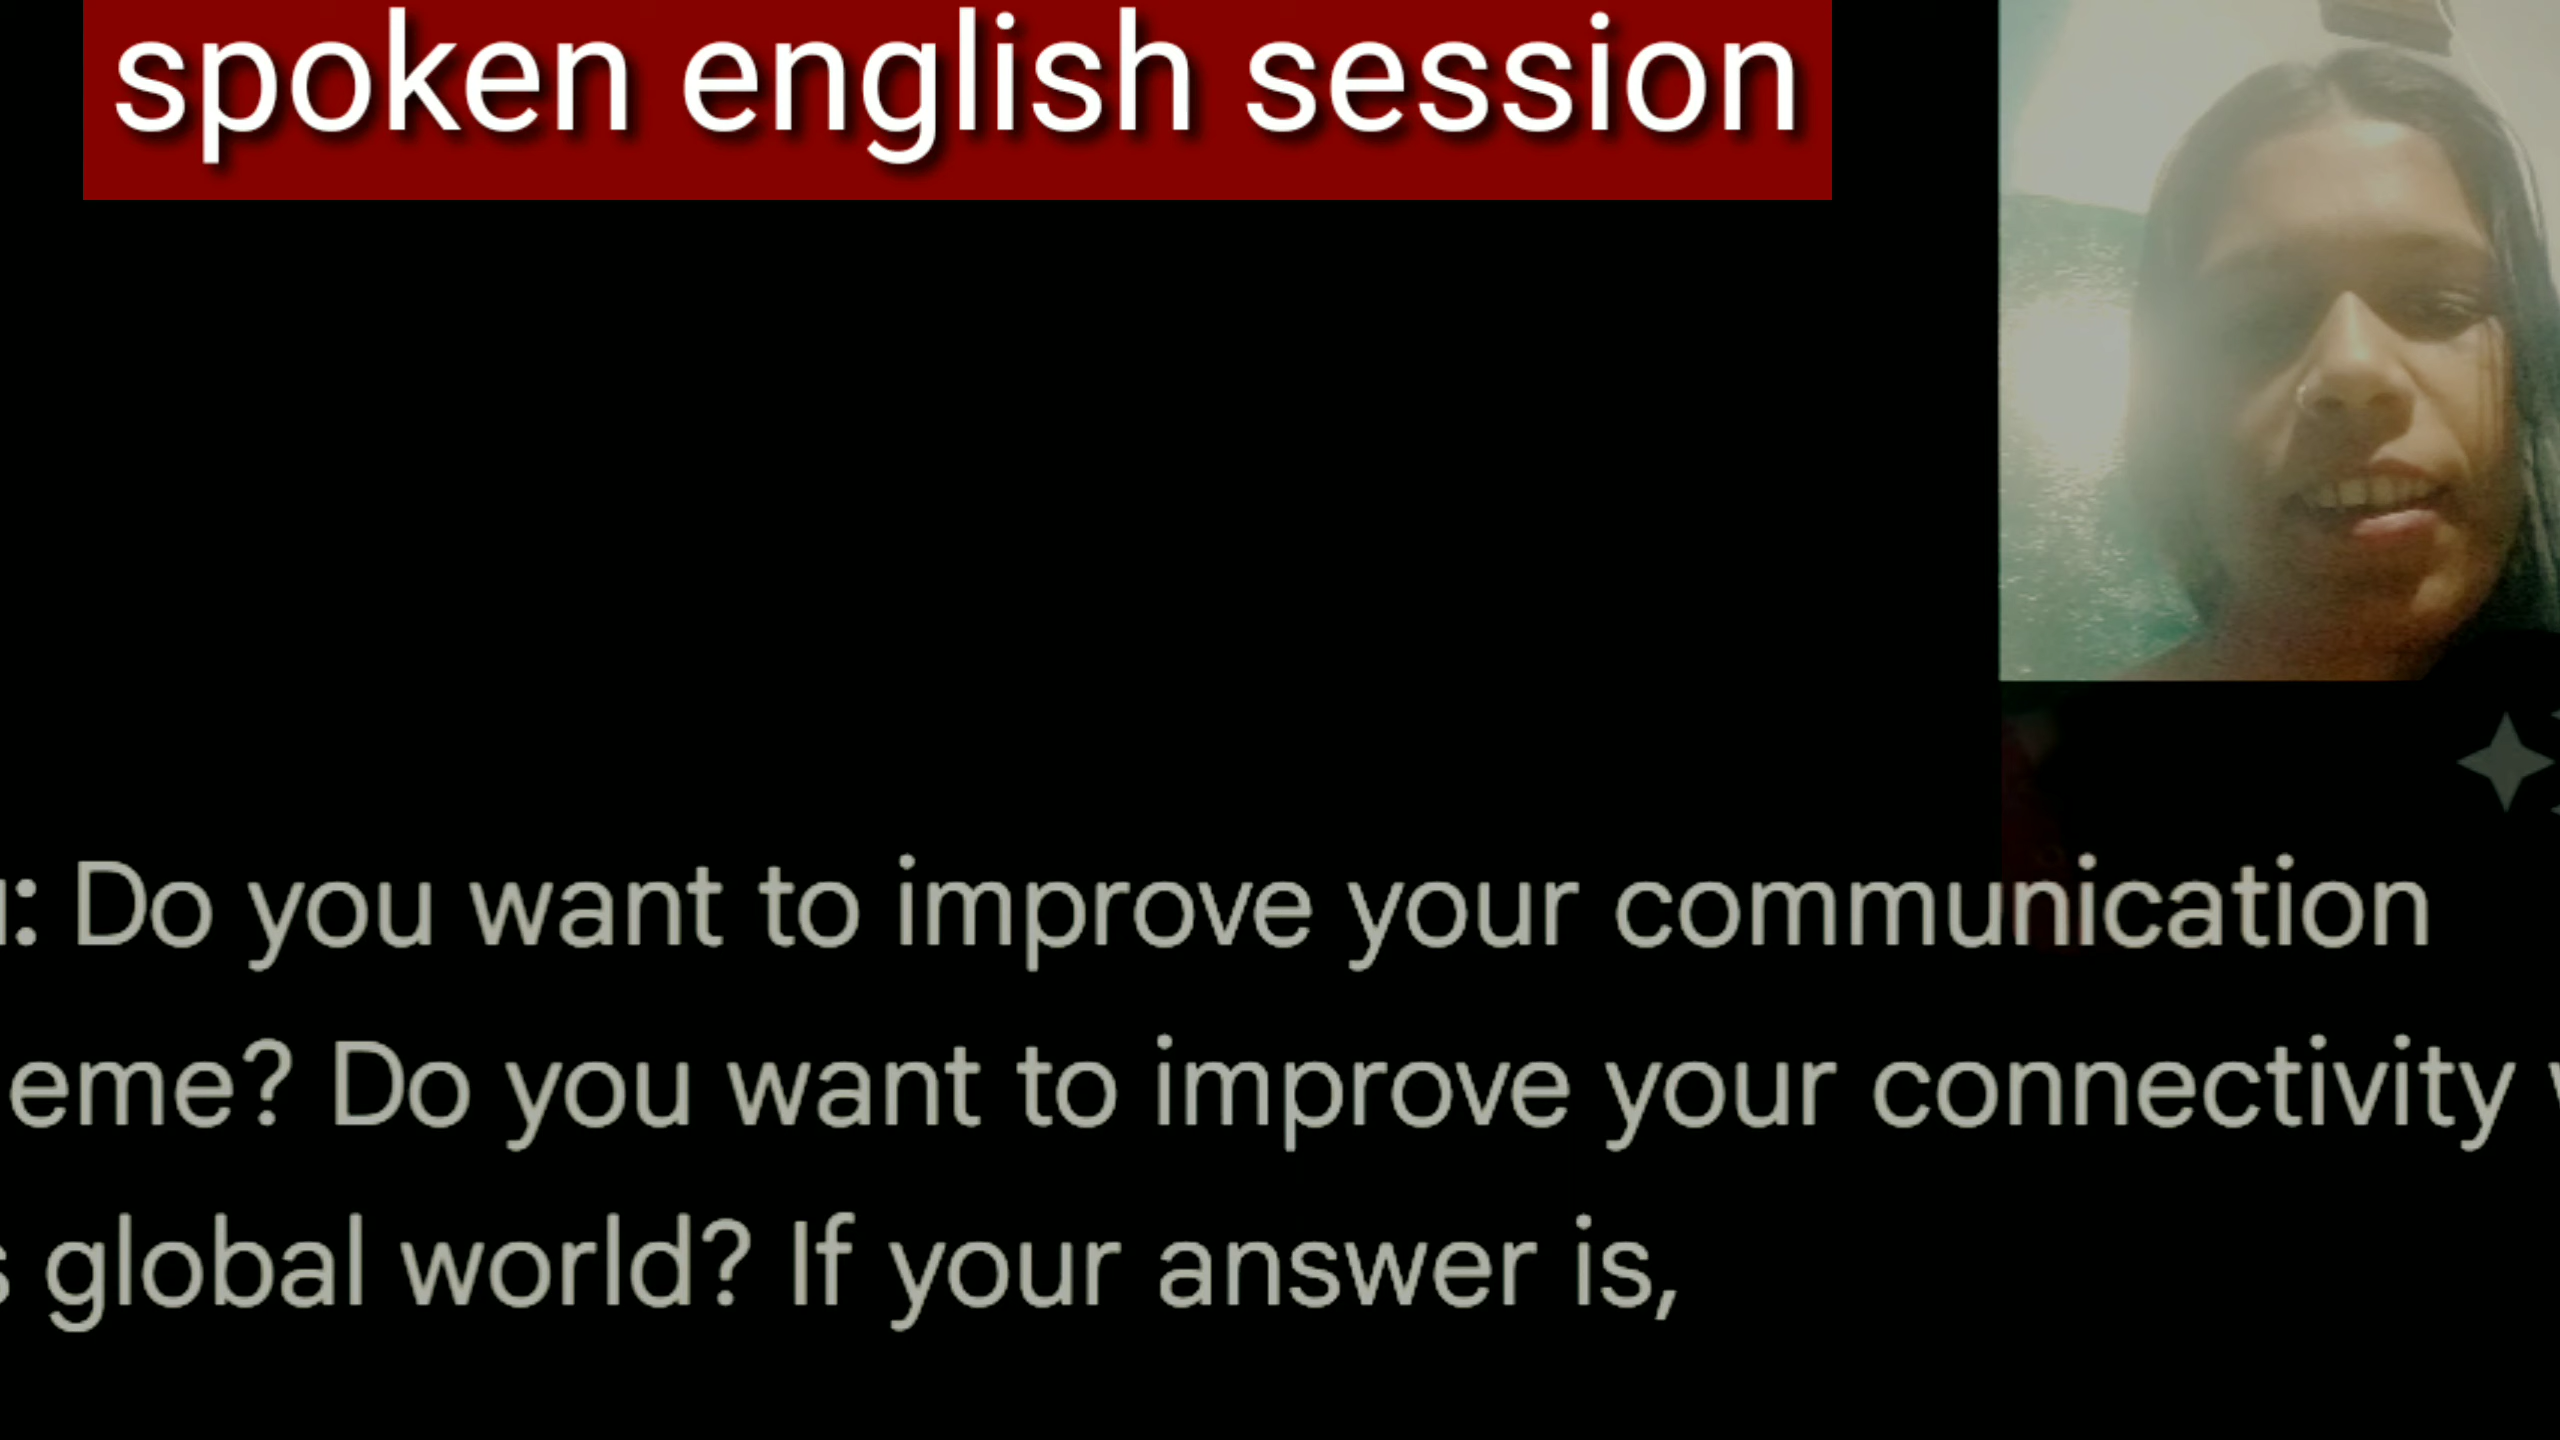 spoken english session
: Do you want to improve your communication
eme? Do you want to improve your connectivity
global world? If your answer is,